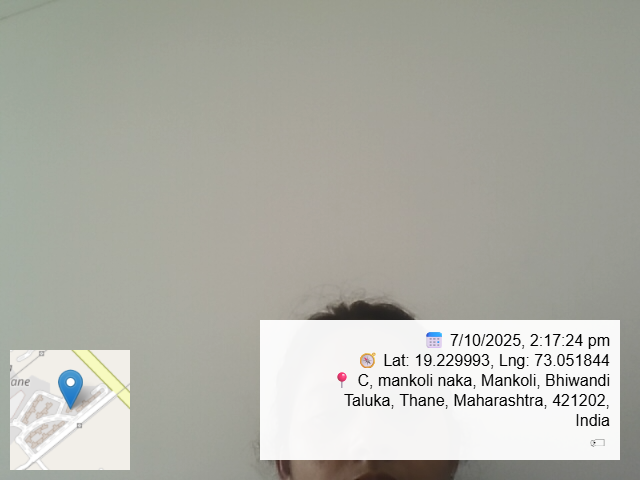 7/10/2025, 2:17:24 pm
Lat: 19.229993, Lng: 73.051844
C, mankoli naka, Mankoli, Bhiwandi
Taluka, Thane, Maharashtra, 421202,
India
ane